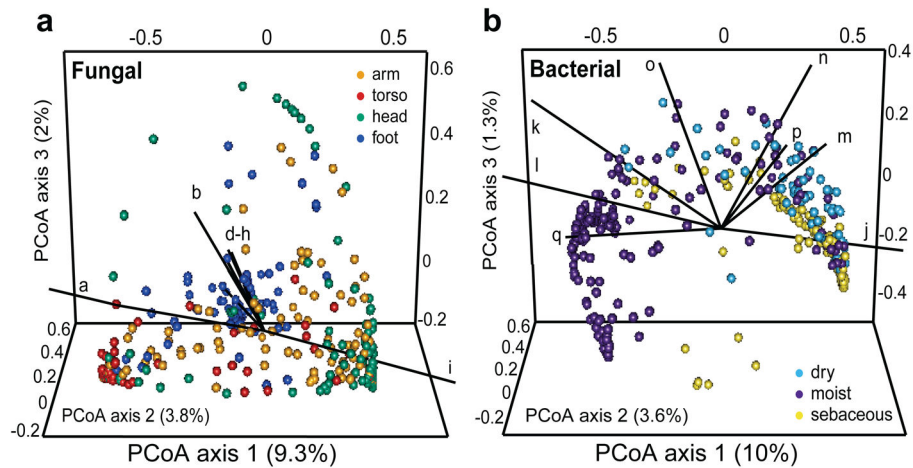 a
-0.5 0 0.5
Fungal
arm
torso
head
foot
PCoA axis 3 (2%)
0.6
0.4
0.2
0
-0.2
b
d-h
a
i
0.6
0.4
0.2
0
-0.2
PCoA axis 2 (3.8%)
PCoA axis 1 (9.3%)
b
-0.5 0 0.5
Bacterial
PCoA axis 3 (1.3%)
0.4
0.2
0
-0.2
-0.4
o
n
k
p
m
l
q
j
0.6
0.4
0.2
0
-0.2
dry
moist
sebaceous
PCoA axis 2 (3.6%)
PCoA axis 1 (10%)